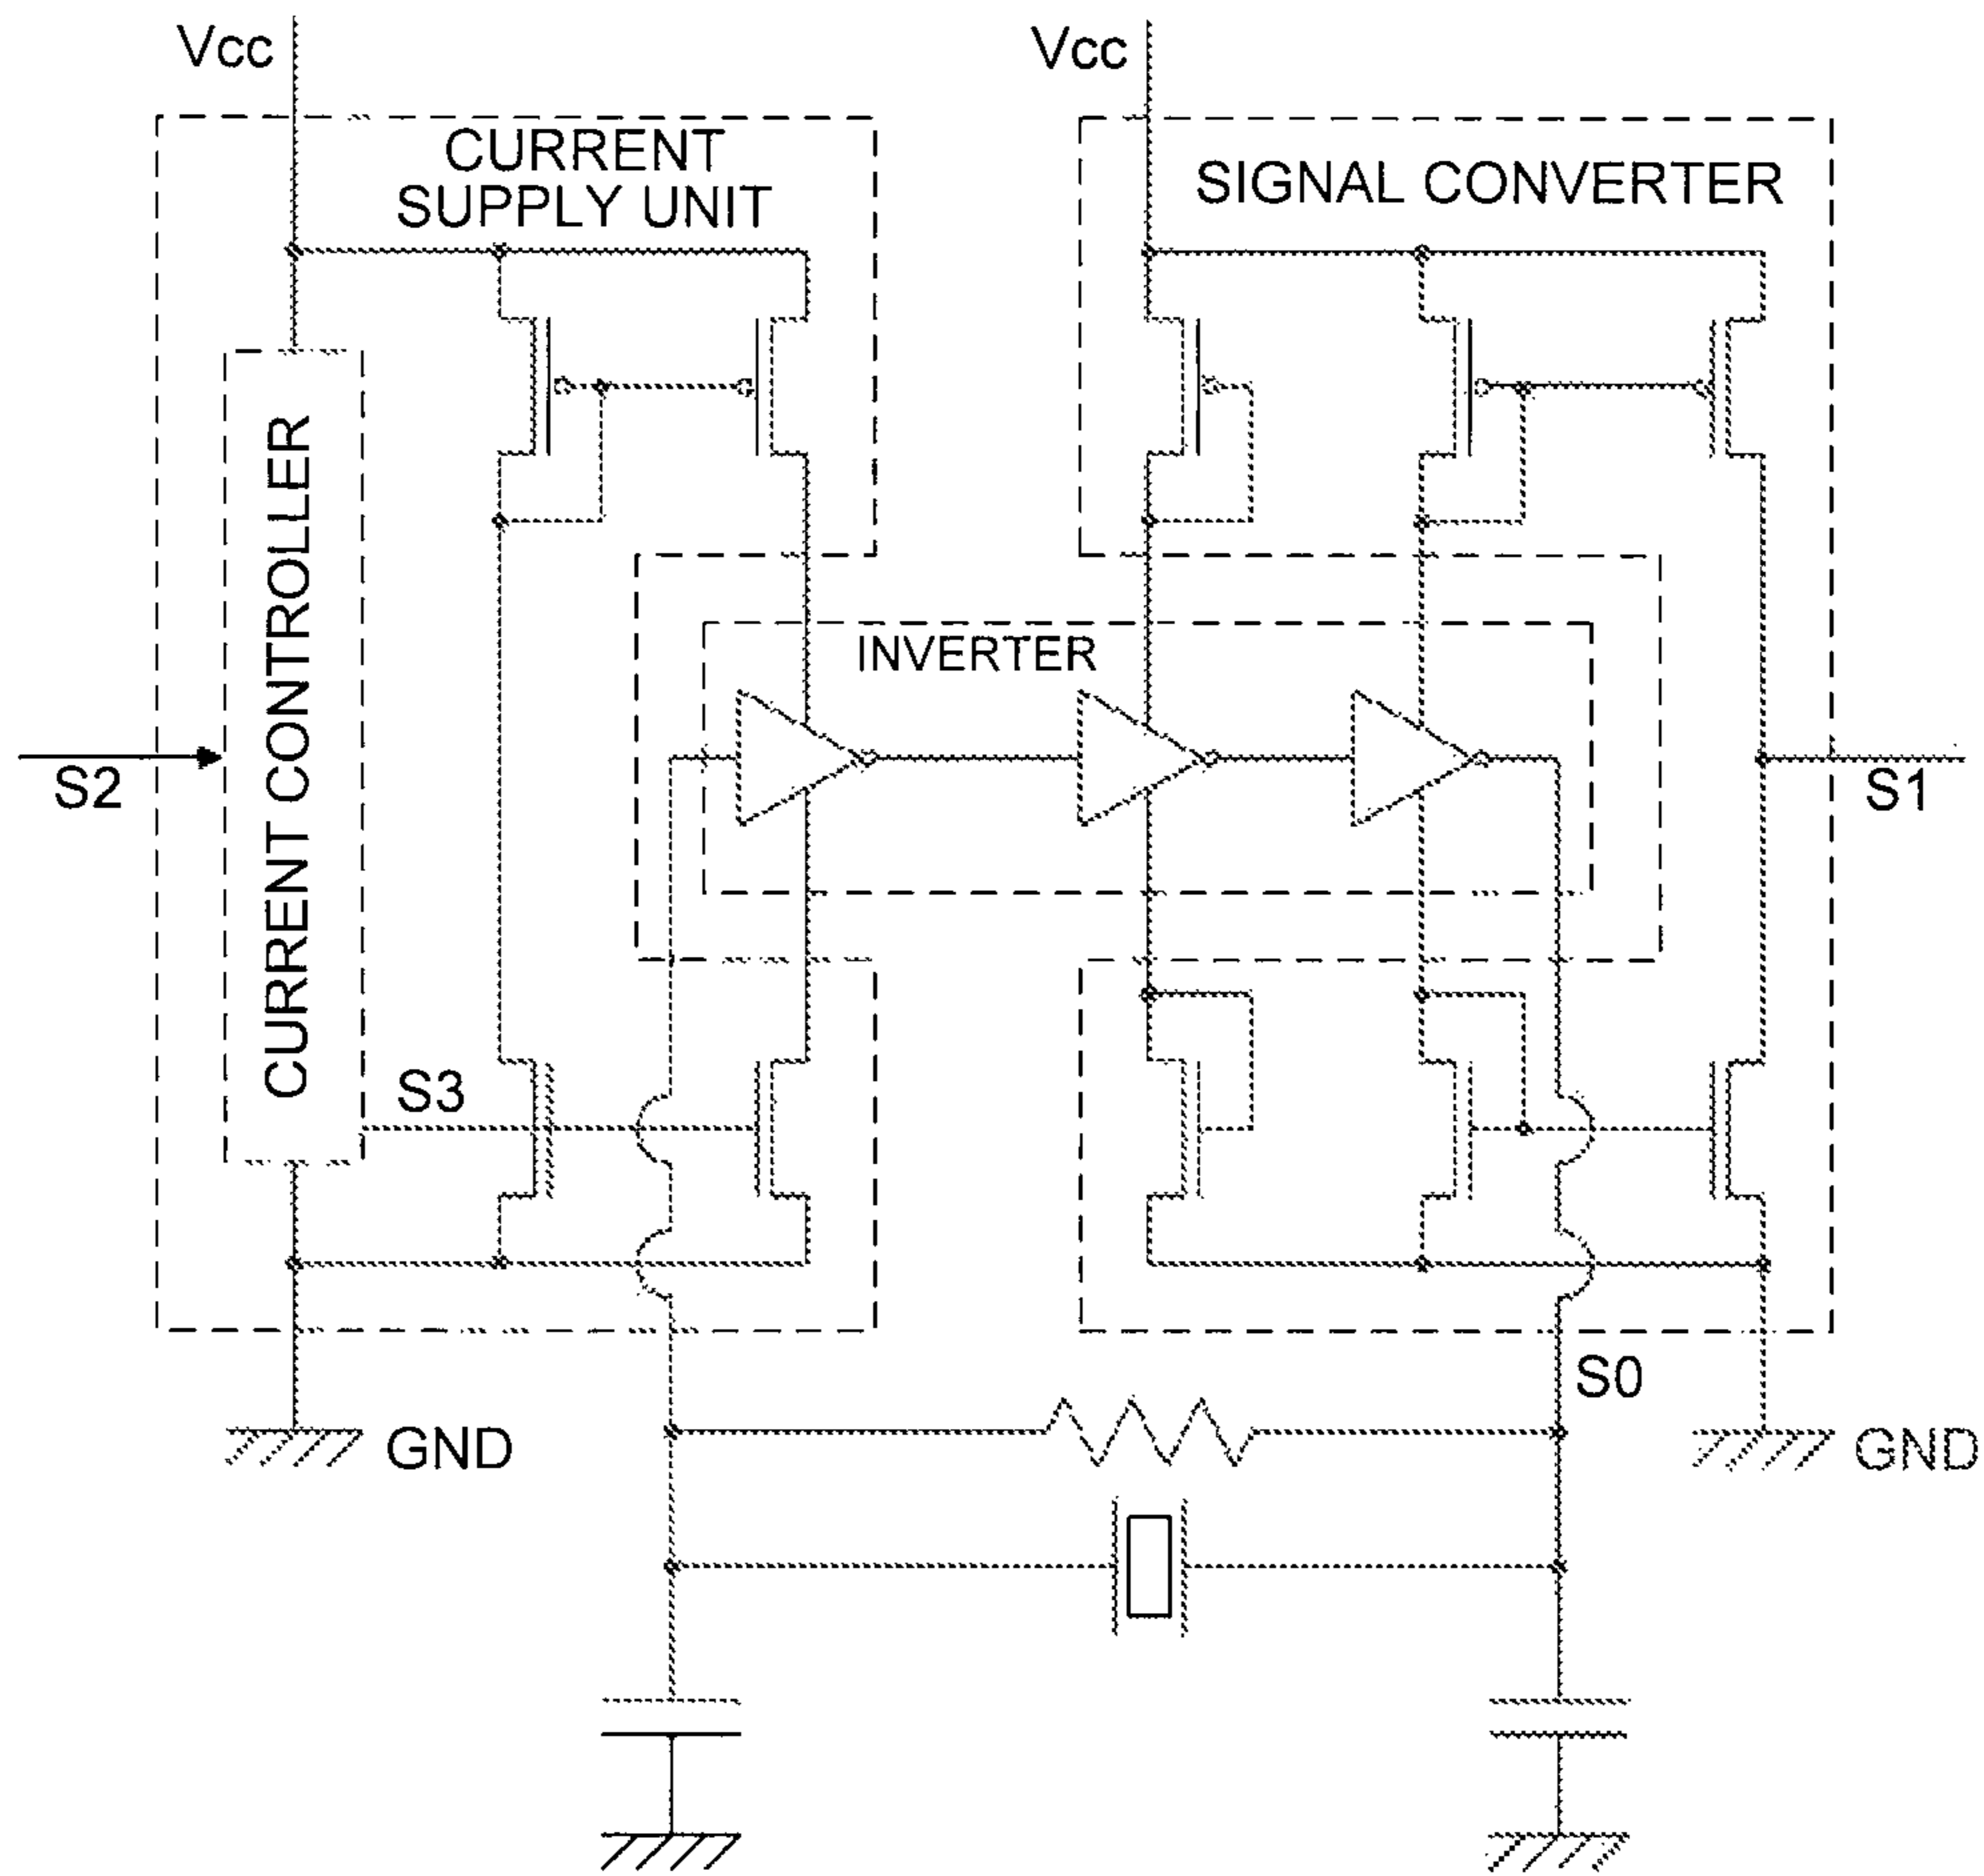 Vcc
Vcc
CURRENT
SUPPLY UNIT
SIGNAL CONVERTER
CURRENT CONTROLLER
INVERTER
S2
S1
S3
S0
GND
GND